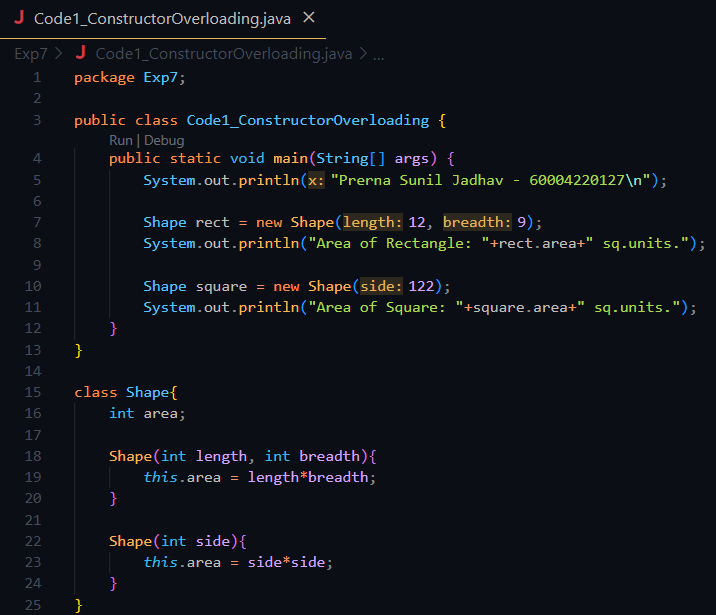 J Code1_ConstructorOverloading.java ×
Exp7 > J Code1_ConstructorOverloading.java > ...
1 package Exp7;
2
3 public class Code1_ConstructorOverloading {
Run | Debug
4 public static void main(String[] args) {
5 System.out.println(x: "Prerna Sunil Jadhav - 60004220127\n");
6
7 Shape rect = new Shape(length: 12, breadth: 9);
8 System.out.println("Area of Rectangle: "+rect.area+" sq.units.");
9
10 Shape square = new Shape(side: 122);
11 System.out.println("Area of Square: "+square.area+" sq.units.");
12 }
13 }
14
15 class Shape{
16 int area;
17
18 Shape(int length, int breadth){
19 this.area = length*breadth;
20 }
21
22 Shape(int side){
23 this.area = side*side;
24 }
25 }